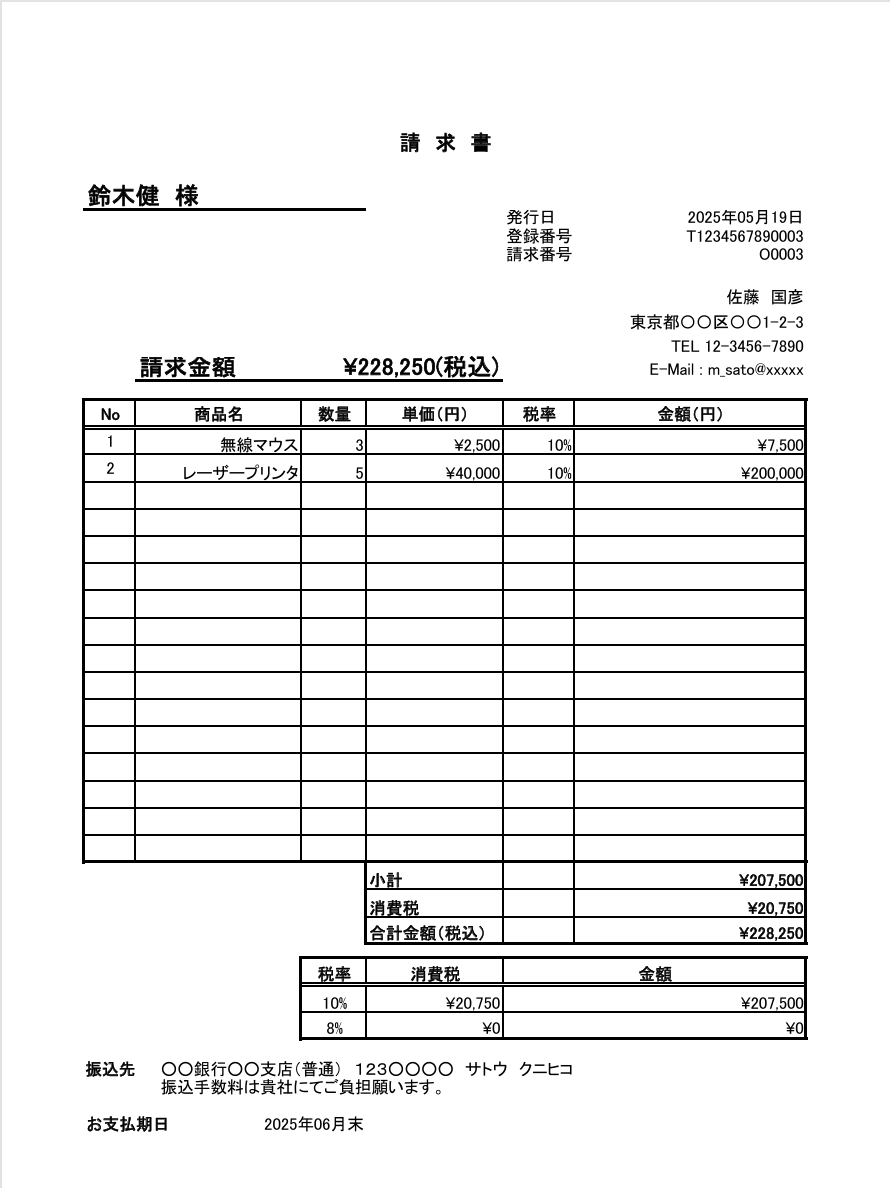 請 求 書
鈴木健 様
発行日 2025年05月19日
登録番号 T1234567890003
請求番号 O0003
佐藤 国彦
東京都〇〇区〇〇1-2-3
TEL 12-3456-7890
E-Mail : m_sato@xxxxx
請求金額 ¥228,250(税込)
No 商品名 数量 単価(円) 税率 金額(円)
1 無線マウス 3 ¥2,500 10% ¥7,500
2 レーザープリンタ 5 ¥40,000 10% ¥200,000
小計 ¥207,500
消費税 ¥20,750
合計金額(税込) ¥228,250
税率 消費税 金額
10% ¥20,750 ¥207,500
8% ¥0 ¥0
振込先 〇〇銀行〇〇支店(普通) 123〇〇〇〇 サトウ クニヒコ
振込手数料は貴社にてご負担願います。
お支払期日 2025年06月末